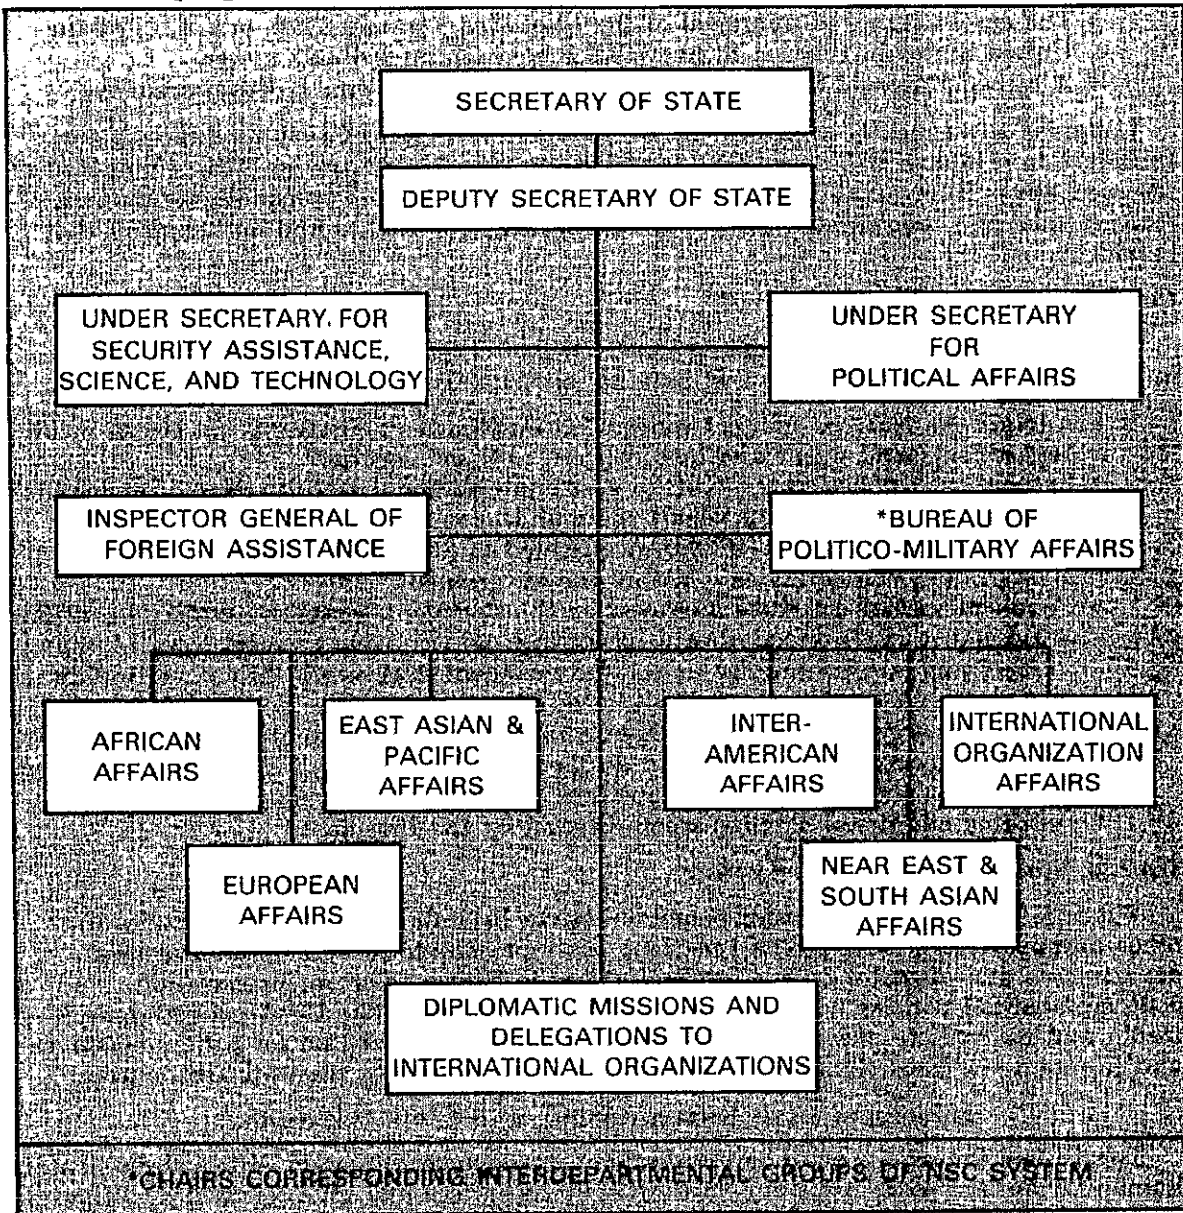 SECRETARY OF STATE
DEPUTY SECRETARY OF STATE
UNDER SECRETARY FOR
SECURITY ASSISTANCE,
SCIENCE, AND TECHNOLOGY
UNDER SECRETARY
FOR
POLITICAL AFFAIRS
INSPECTOR GENERAL OF
FOREIGN ASSISTANCE
*BUREAU OF
POLITICO-MILITARY AFFAIRS
AFRICAN
AFFAIRS
EAST ASIAN &
PACIFIC
AFFAIRS
INTER-
AMERICAN
AFFAIRS
INTERNATIONAL
ORGANIZATION
AFFAIRS
EUROPEAN
AFFAIRS
NEAR EAST &
SOUTH ASIAN
AFFAIRS
DIPLOMATIC MISSIONS AND
DELEGATIONS TO
INTERNATIONAL ORGANIZATIONS
*CHAIRS CORRESPONDING INTERDEPARTMENTAL GROUPS OF NSC SYSTEM